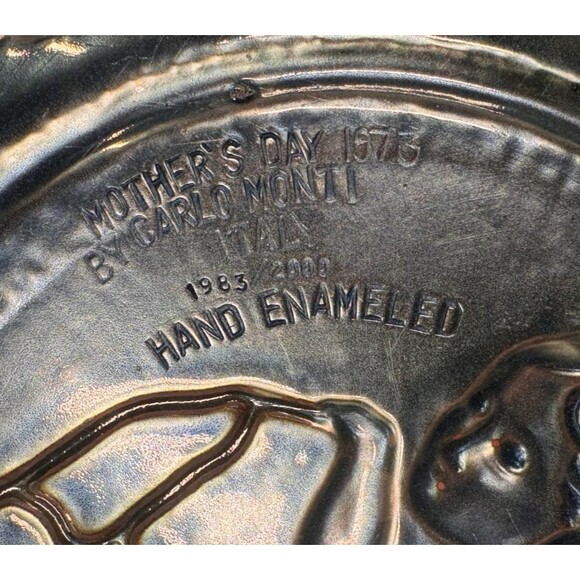 MOTHER'S DAY 1973
BY CARLO MONTI
ITALY
1983/2000
HAND ENAMELED